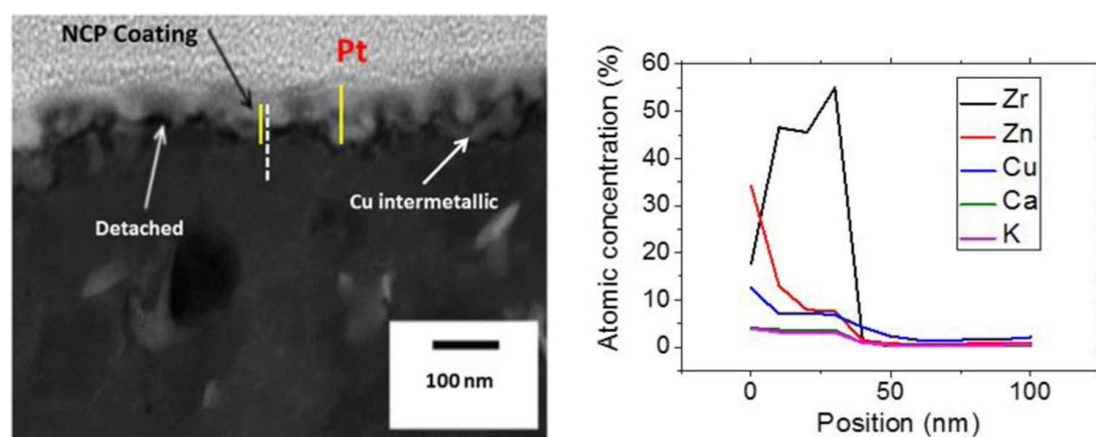 NCP Coating
Pt
Detached
Cu intermetallic
100 nm
Atomic concentration (%)
60
50
40
30
20
10
0
Zr
Zn
Cu
Ca
K
0
50
100
Position (nm)